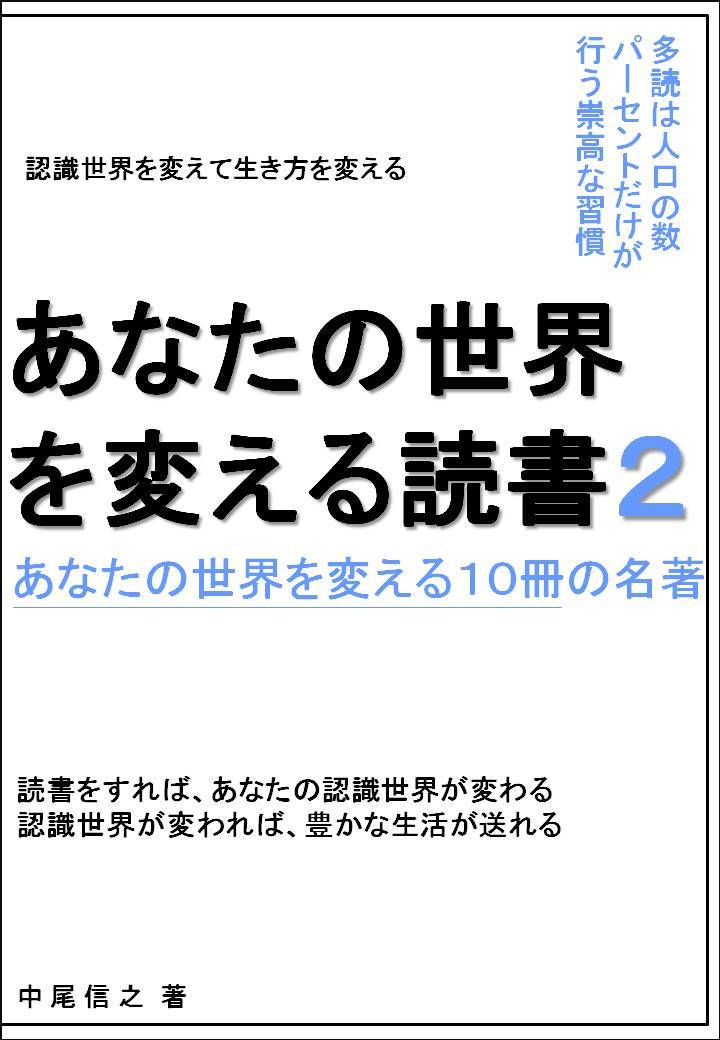 多読は人口の数
パーセントだけが
行う崇高な習慣
認識世界を変えて生き方を変える
あなたの世界
を変える読書２
あなたの世界を変える１０冊の名著
読書をすれば、あなたの認識世界が変わる
認識世界が変われば、豊かな生活が送れる
中尾信之 著